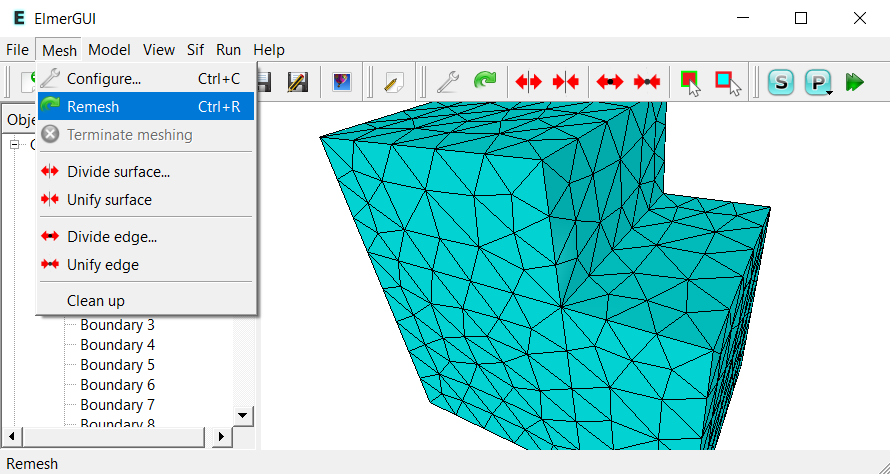 E ElmerGUI
File Mesh Model View Sif Run Help
Configure... Ctrl+C
S P
Remesh Ctrl+R
Obje
Terminate meshing
Divide surface...
Unify surface
Divide edge...
Unify edge
Clean up
Boundary 3
Boundary 4
Boundary 5
Boundary 6
Boundary 7
Boundary 8
Remesh